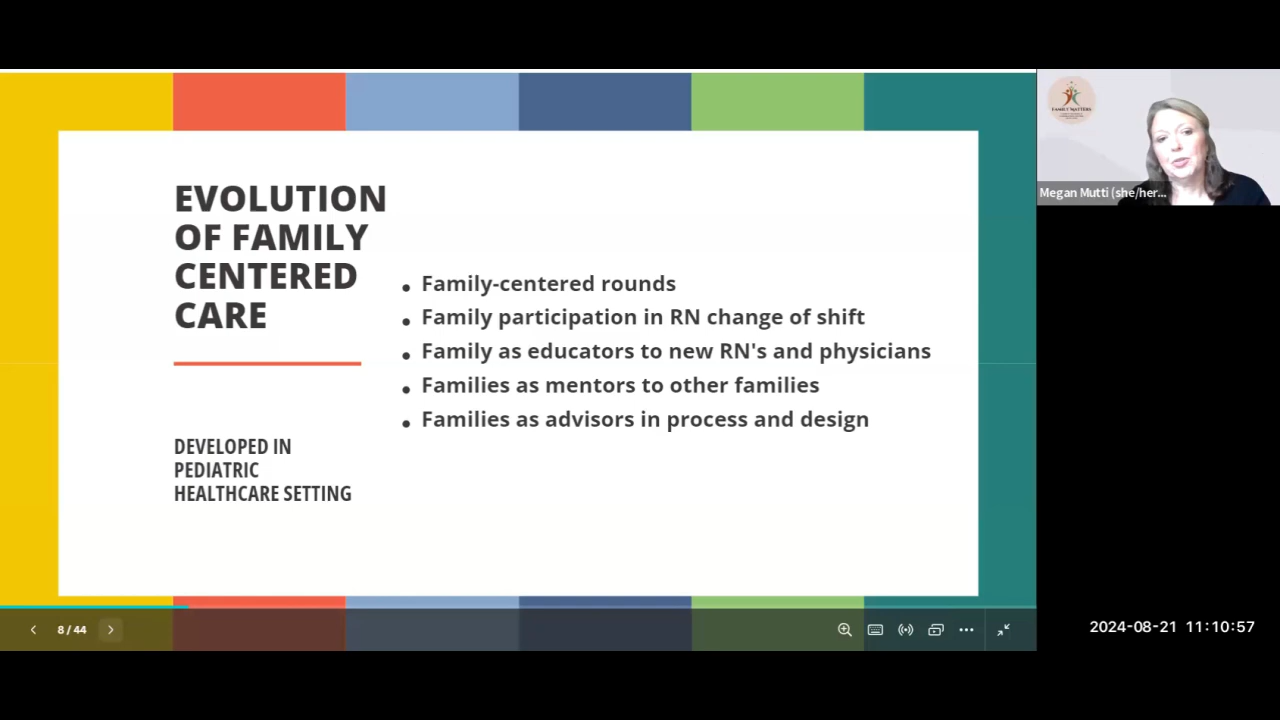 EVOLUTION
OF FAMILY
CENTERED
CARE
DEVELOPED IN
PEDIATRIC
HEALTHCARE SETTING
Family-centered rounds
Family participation in RN change of shift
Family as educators to new RN's and physicians
Families as mentors to other families
Families as advisors in process and design
FAMILY MATTERS
Megan Mutti (she/her...
8 / 44
2024-08-21 11:10:57